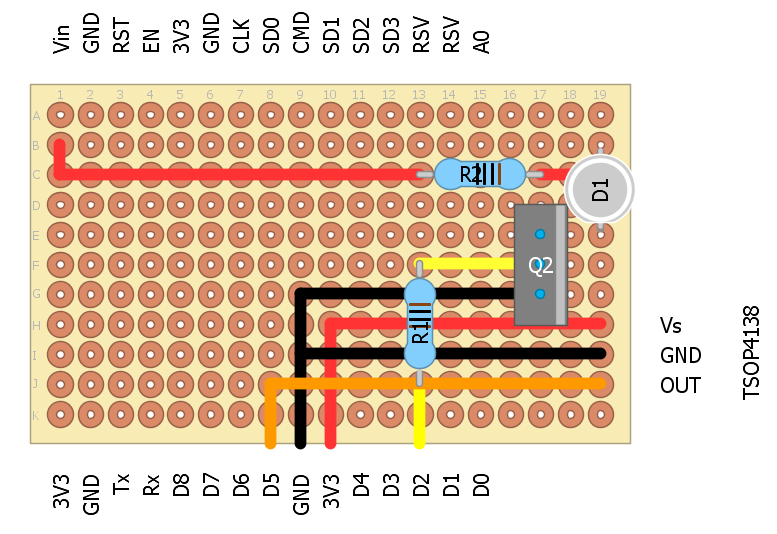 Vin GND RST EN 3V3 GND CLK SD0 CMD SD1 SD2 SD3 RSV RSV A0
1 2 3 4 5 6 7 8 9 10 11 12 13 14 15 16 17 18 19
A
B
C
R2
D1
D
E
F
Q2
G
H
R1
Vs
I
GND
J
OUT
K
TSOP4138
3V3 GND Tx Rx D8 D7 D6 D5 GND 3V3 D4 D3 D2 D1 D0